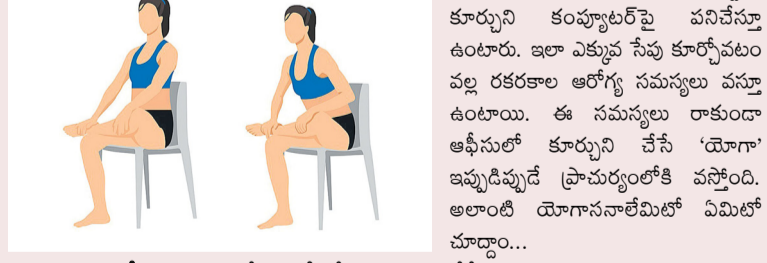 కూర్చుని కంప్యూటర్‌పై పనిచేస్తూ
ఉంటారు. ఇలా ఎక్కువ సేపు కూర్చోవటం
వల్ల రకరకాల ఆరోగ్య సమస్యలు వస్తూ
ఉంటాయి. ఈ సమస్యలు రాకుండా
ఆఫీసులో కూర్చుని చేసే ‘యోగా’
ఇప్పుడిప్పుడే ప్రాచుర్యంలోకి వస్తోంది.
అలాంటి యోగాసనాలేమిటో ఏమిటో
చూద్దాం...